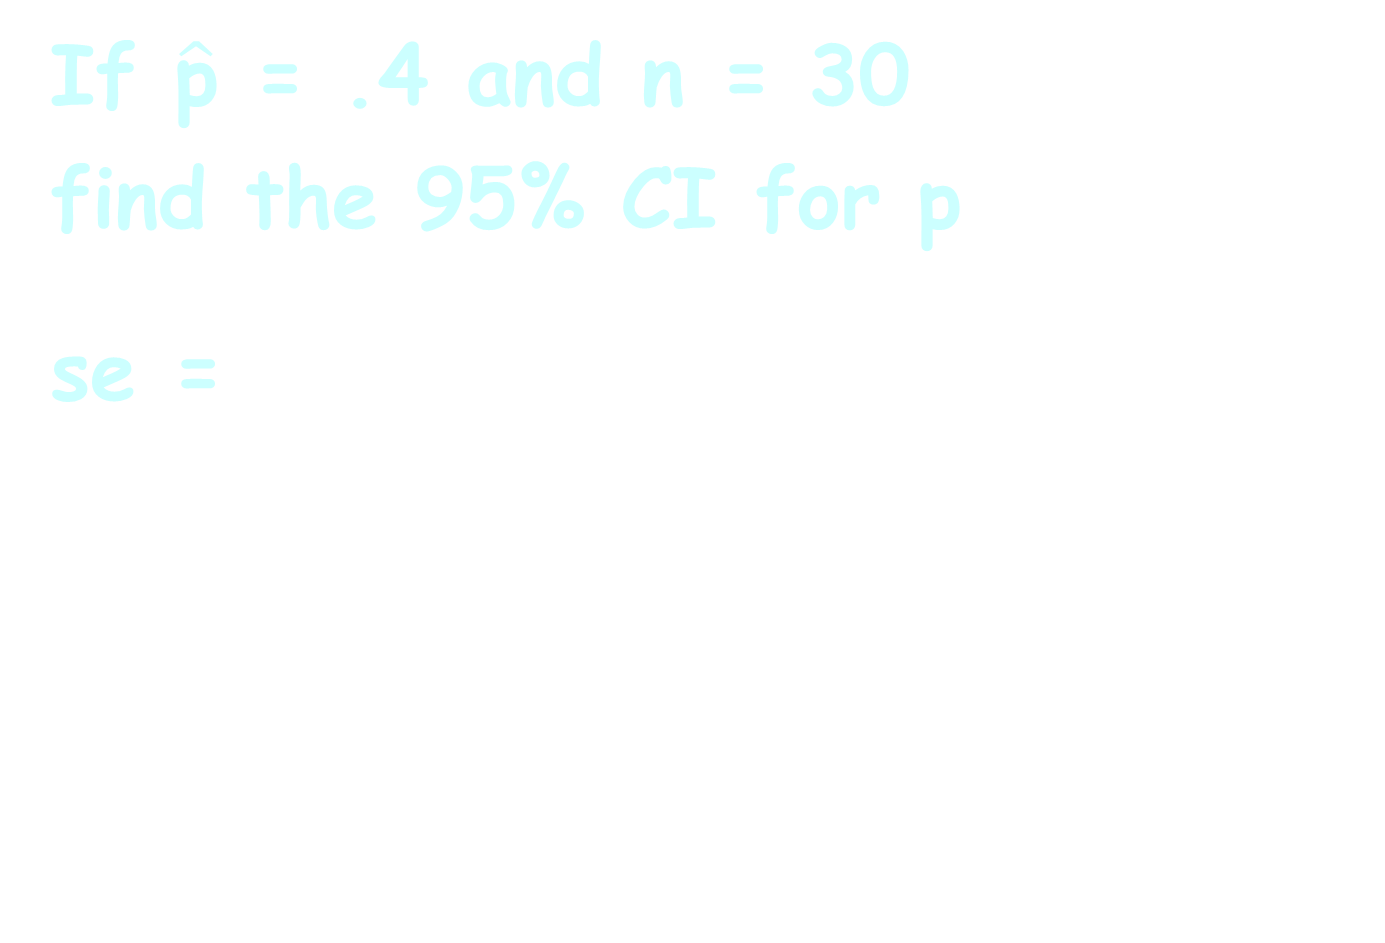 If p̂ = .4 and n = 30
find the 95% CI for p
se =